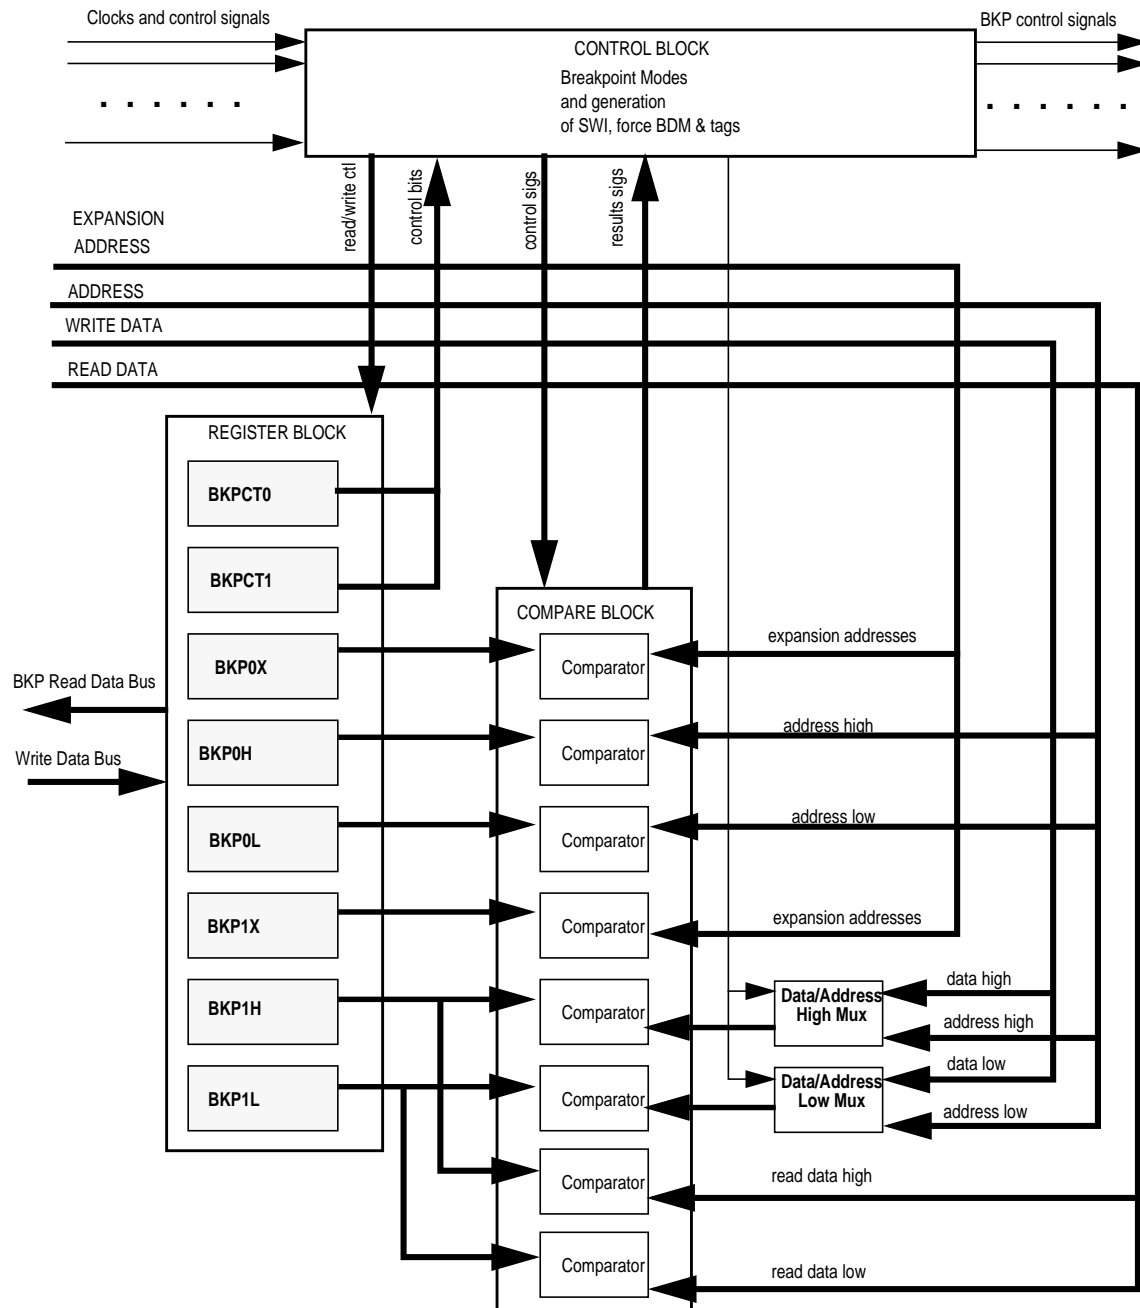 Clocks and control signals
BKP control signals
CONTROL BLOCK
Breakpoint Modes
and generation
of SWI, force BDM & tags
read/write ctl
control bits
control sigs
results sigs
EXPANSION
ADDRESS
ADDRESS
WRITE DATA
READ DATA
REGISTER BLOCK
BKPCT0
BKPCT1
COMPARE BLOCK
BKP0X
Comparator
expansion addresses
BKP Read Data Bus
BKP0H
Comparator
address high
Write Data Bus
BKP0L
Comparator
address low
BKP1X
Comparator
expansion addresses
BKP1H
Comparator
Data/Address
High Mux
data high
address high
BKP1L
Comparator
Data/Address
Low Mux
data low
address low
Comparator
read data high
Comparator
read data low